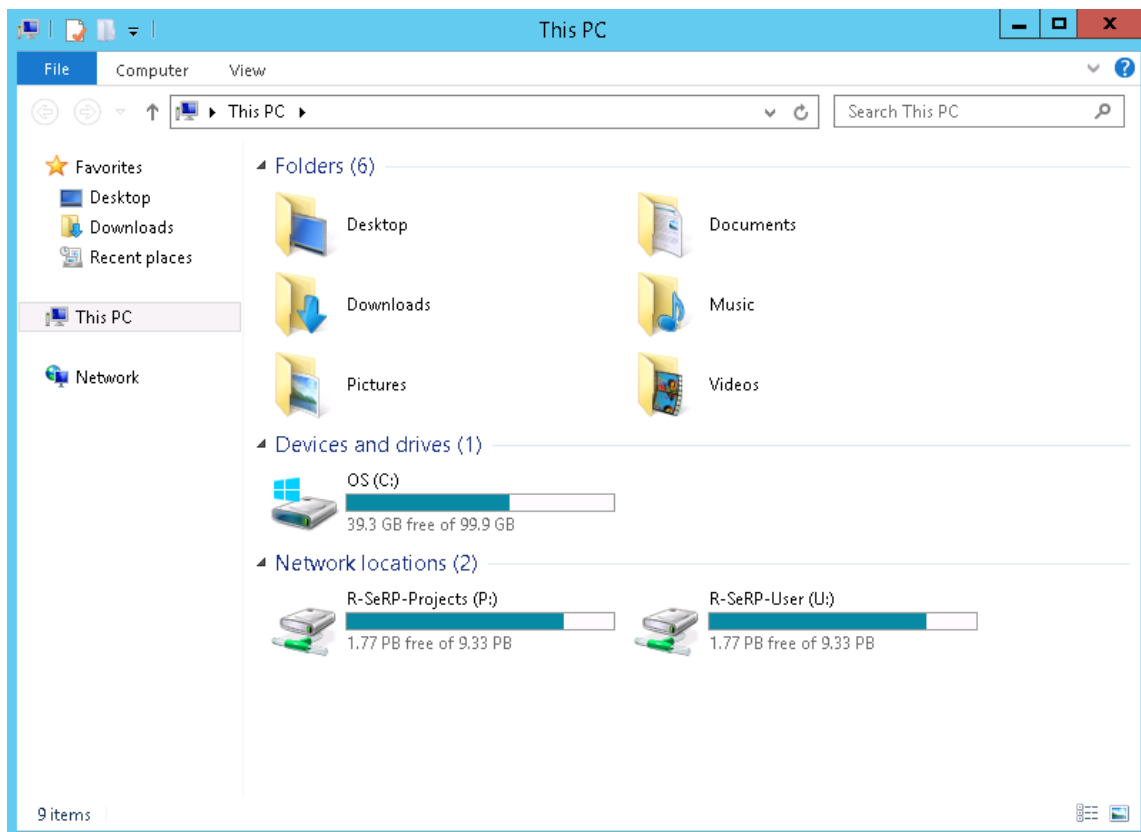 This PC
File Computer View
This PC
Search This PC
Favorites
Desktop
Downloads
Recent places
This PC
Network
Folders (6)
Desktop
Documents
Downloads
Music
Pictures
Videos
Devices and drives (1)
OS (C:)
39.3 GB free of 99.9 GB
Network locations (2)
R-SeRP-Projects (P:)
1.77 PB free of 9.33 PB
R-SeRP-User (U:)
1.77 PB free of 9.33 PB
9 items